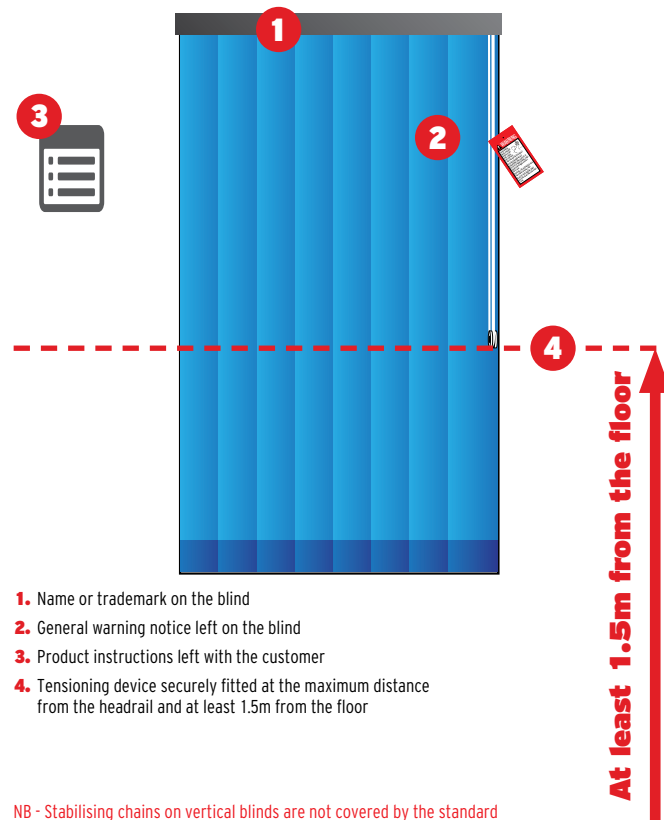 1
3
2
4
At least 1.5m from the floor
1. Name or trademark on the blind
2. General warning notice left on the blind
3. Product instructions left with the customer
4. Tensioning device securely fitted at the maximum distance
from the headrail and at least 1.5m from the floor
NB - Stabilising chains on vertical blinds are not covered by the standard